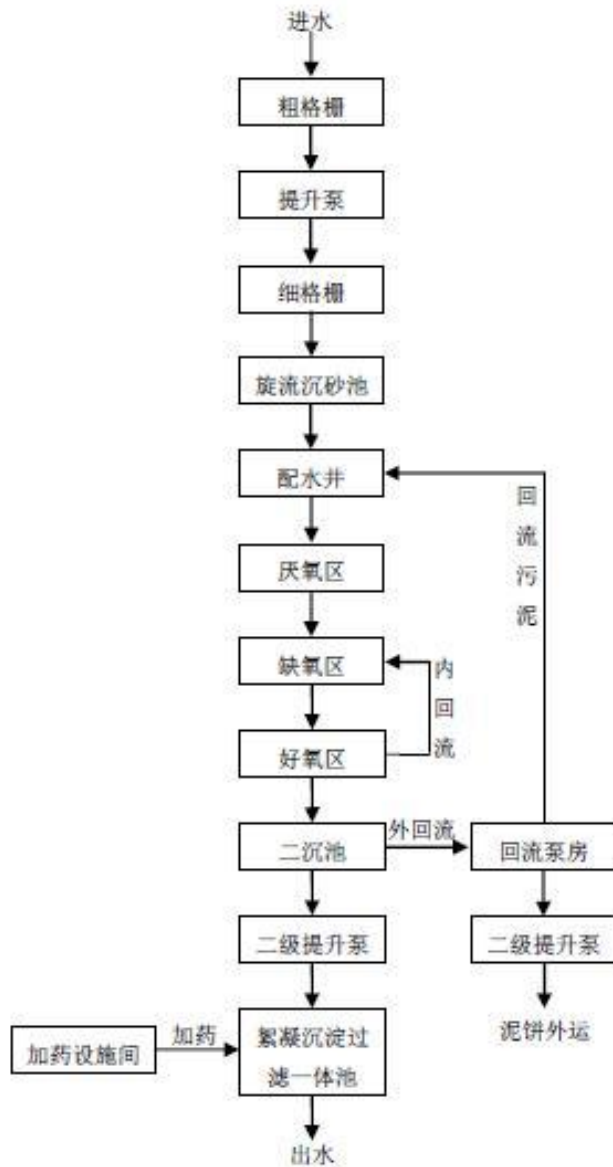 进水
粗格栅
提升泵
细格栅
旋流沉砂池
配水井
回流污泥
厌氧区
缺氧区
内回流
好氧区
二沉池
外回流
回流泵房
二级提升泵
二级提升泵
加药设施间
加药
絮凝沉淀过
滤一体池
泥饼外运
出水